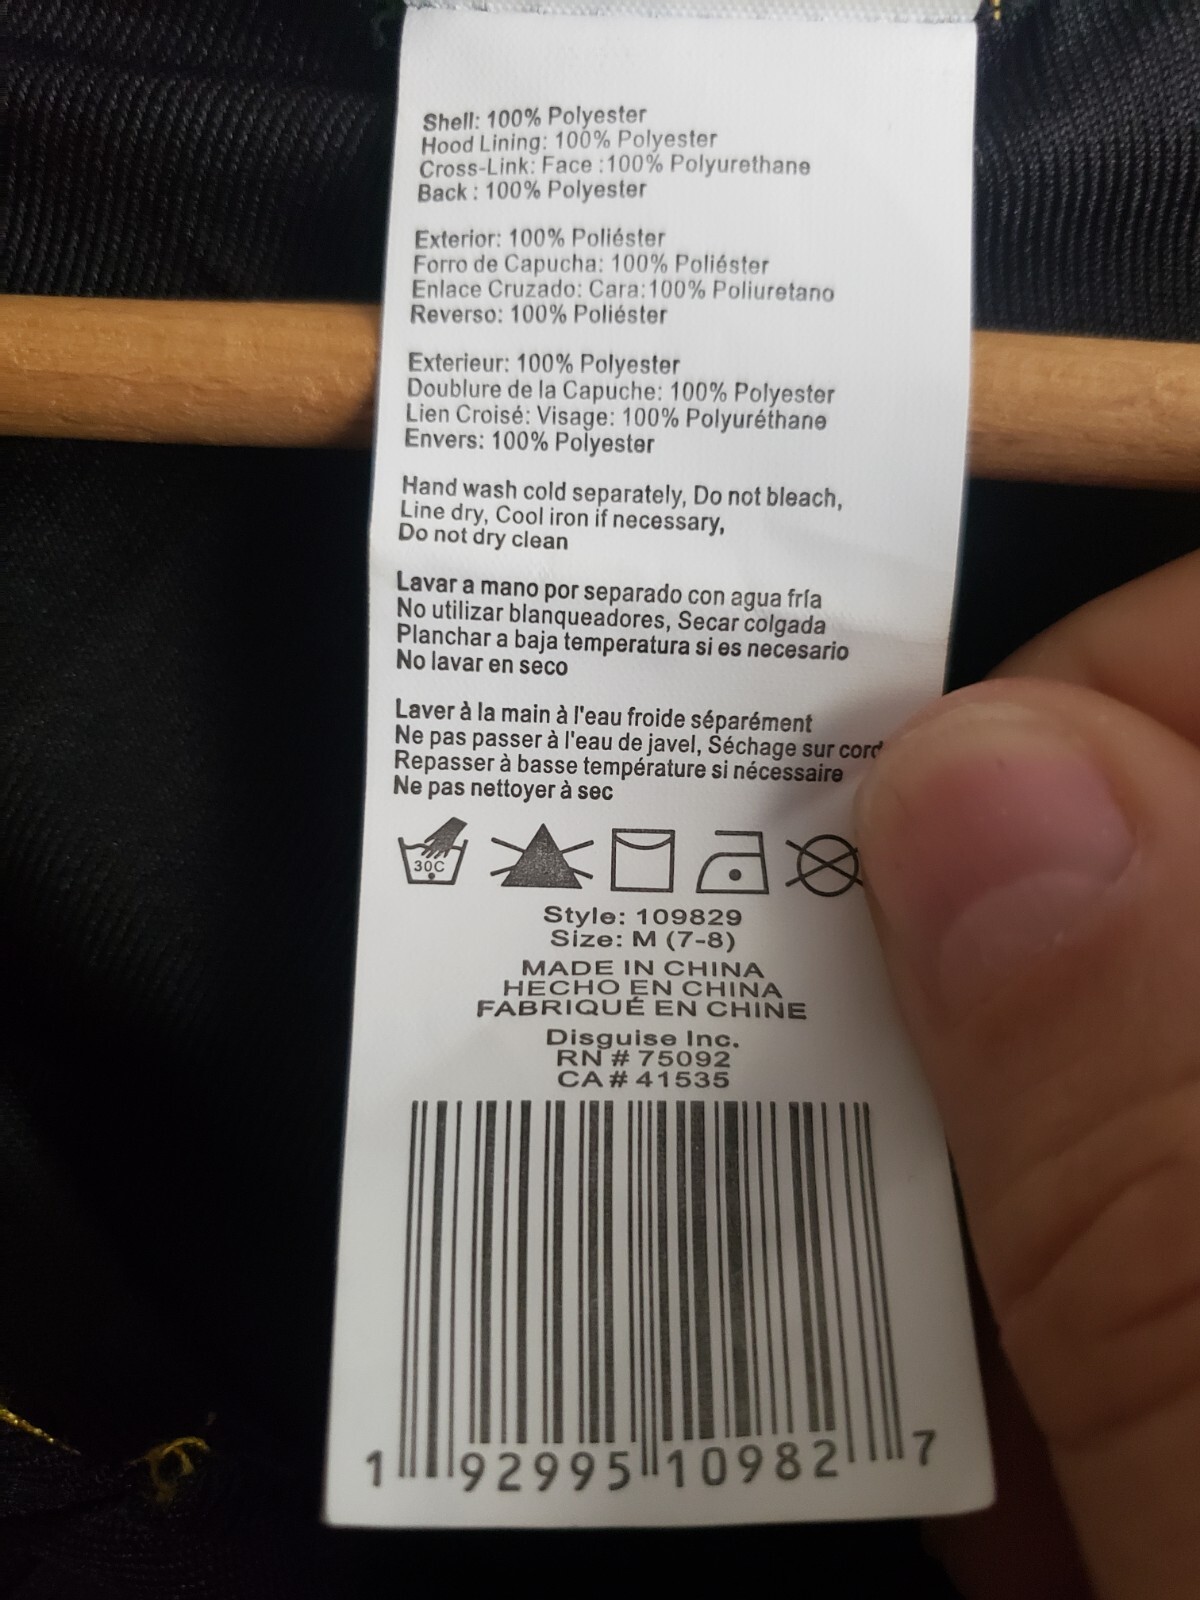 Shell: 100% Polyester
Hood Lining: 100% Polyester
Cross-Link: Face :100% Polyurethane
Back : 100% Polyester
Exterior: 100% Poliéster
Forro de Capucha: 100% Poliéster
Enlace Cruzado: Cara:100% Poliuretano
Reverso: 100% Poliéster
Exterieur: 100% Polyester
Doublure de la Capuche: 100% Polyester
Lien Croisé: Visage: 100% Polyuréthane
Envers: 100% Polyester
Hand wash cold separately, Do not bleach,
Line dry, Cool iron if necessary,
Do not dry clean
Lavar a mano por separado con agua fría
No utilizar blanqueadores, Secar colgada
Planchar a baja temperatura si es necesario
No lavar en seco
Laver à la main à l'eau froide séparément
Ne pas passer à l'eau de javel, Séchage sur cord
Repasser à basse température si nécessaire
Ne pas nettoyer à sec
30C
Style: 109829
Size: M (7-8)
MADE IN CHINA
HECHO EN CHINA
FABRIQUÉ EN CHINE
Disguise Inc.
RN # 75092
CA # 41535
1 92995 10982 7